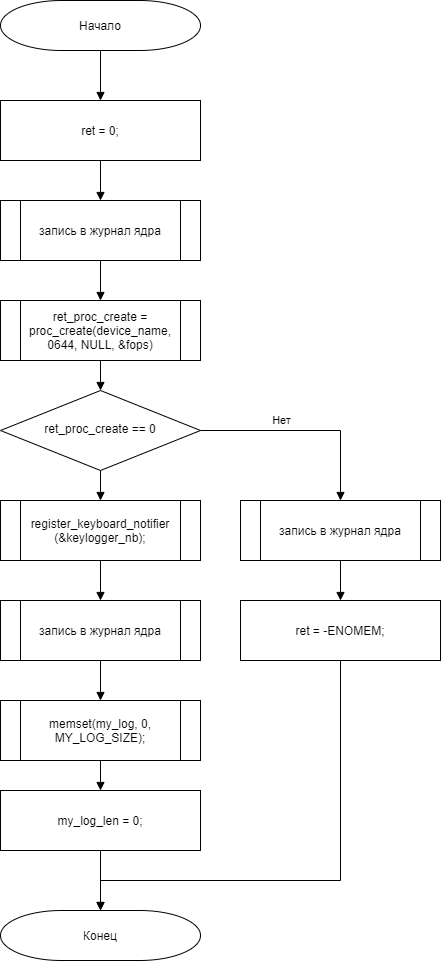 Начало
ret = 0;
запись в журнал ядра
ret_proc_create =
proc_create(device_name,
0644, NULL, &fops)
ret_proc_create == 0
Нет
register_keyboard_notifier
(&keylogger_nb);
запись в журнал ядра
запись в журнал ядра
ret = -ENOMEM;
memset(my_log, 0,
MY_LOG_SIZE);
my_log_len = 0;
Конец